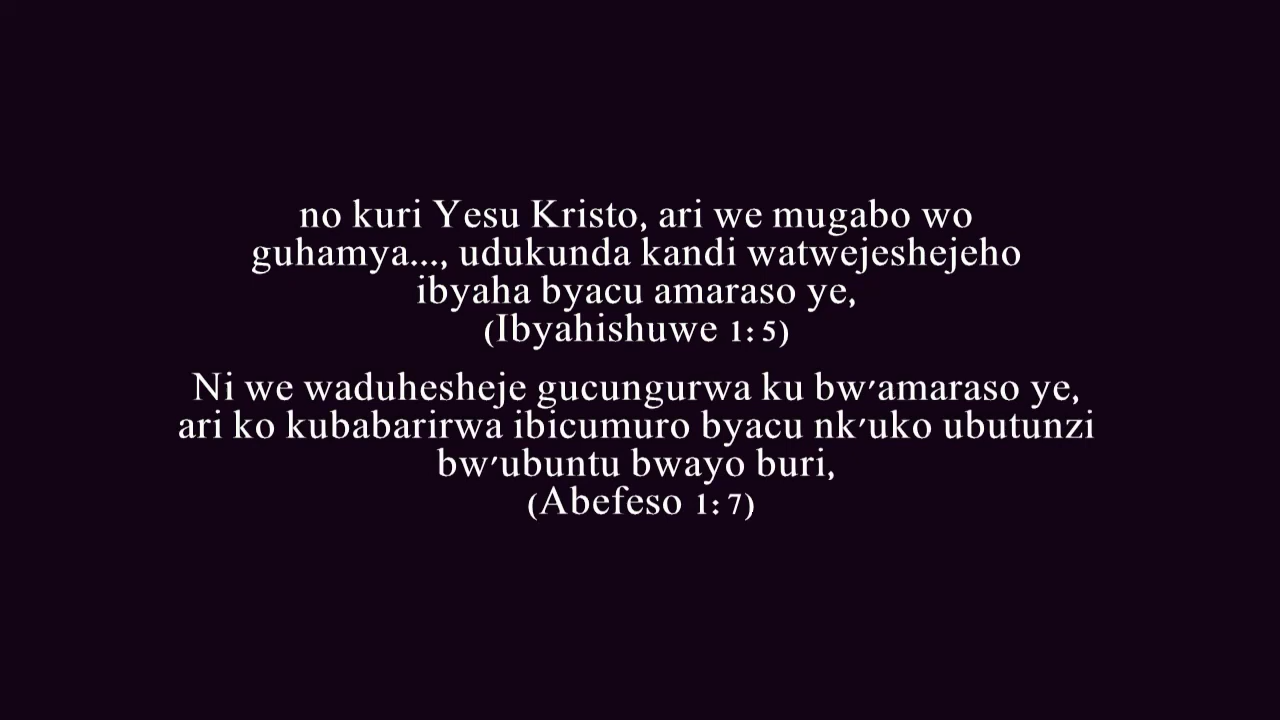 no kuri Yesu Kristo, ari we mugabo wo
guhamya..., udukunda kandi watwejeshejeho
ibyaha byacu amaraso ye,
(Ibyahishuwe 1: 5)
Ni we waduhesheje gucungurwa ku bw'amaraso ye,
ari ko kubabarirwa ibicumuro byacu nk'uko ubutunzi
bw'ubuntu bwayo buri,
(Abefeso 1: 7)